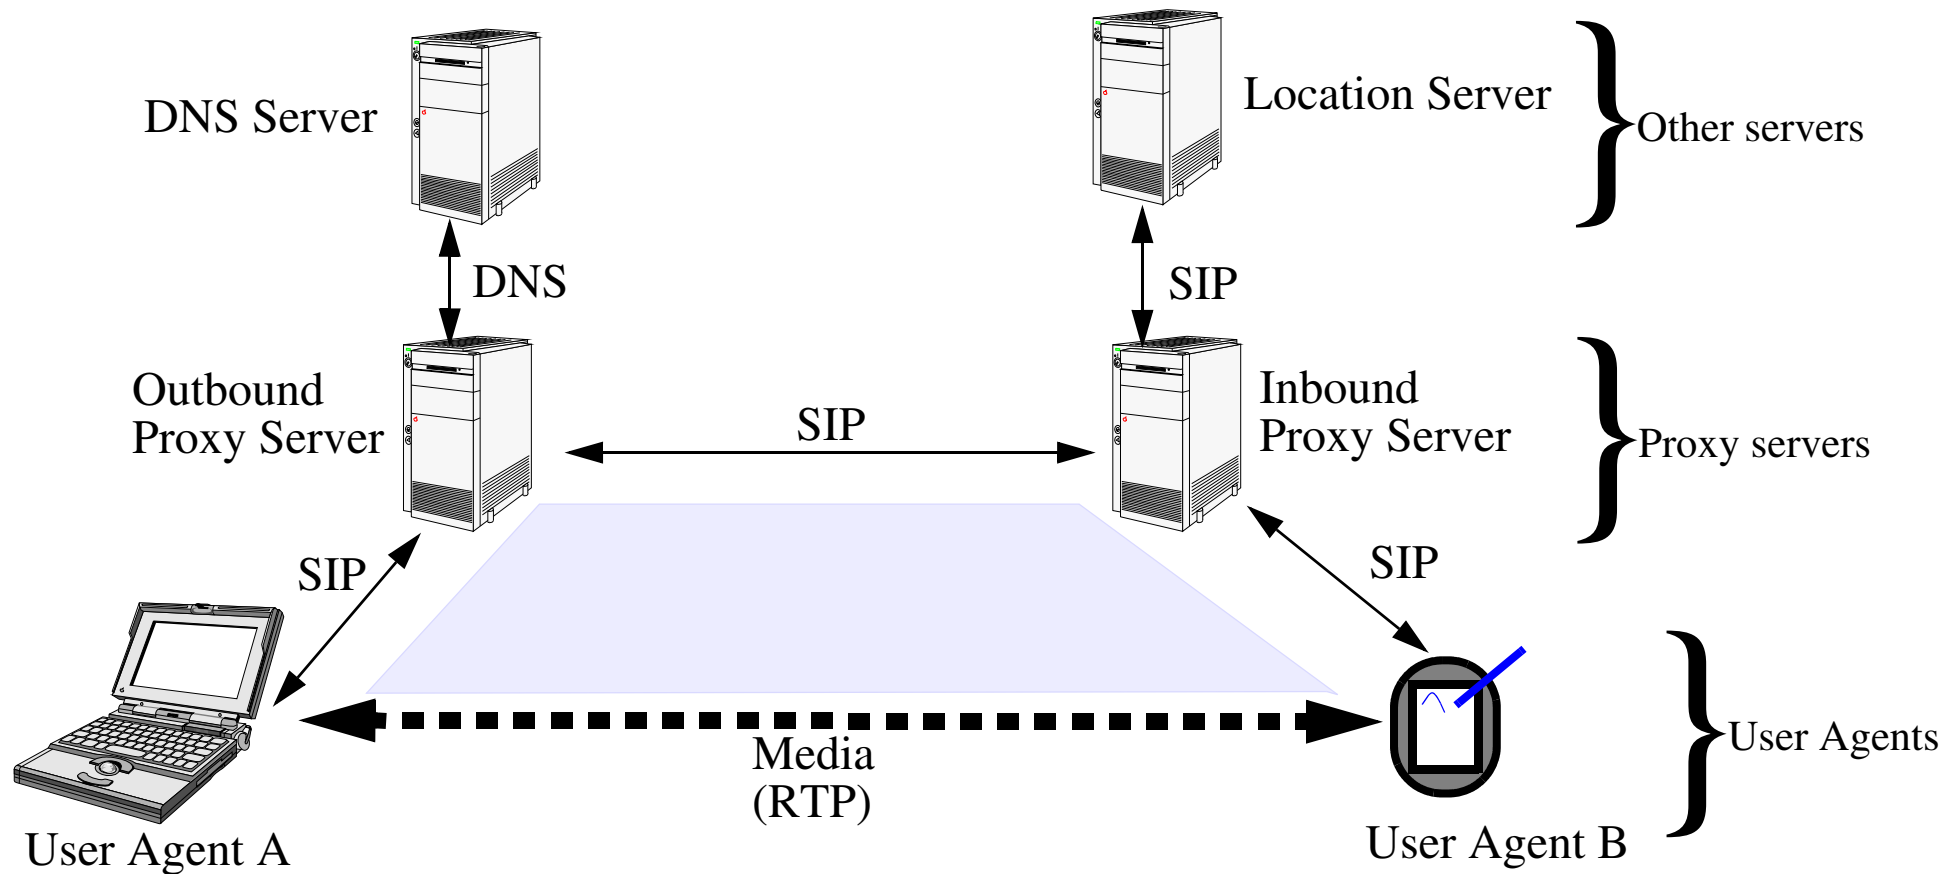 DNS Server
Location Server
Other servers
DNS
SIP
Outbound
Proxy Server
SIP
Inbound
Proxy Server
Proxy servers
SIP
SIP
Media
(RTP)
User Agents
User Agent A
User Agent B